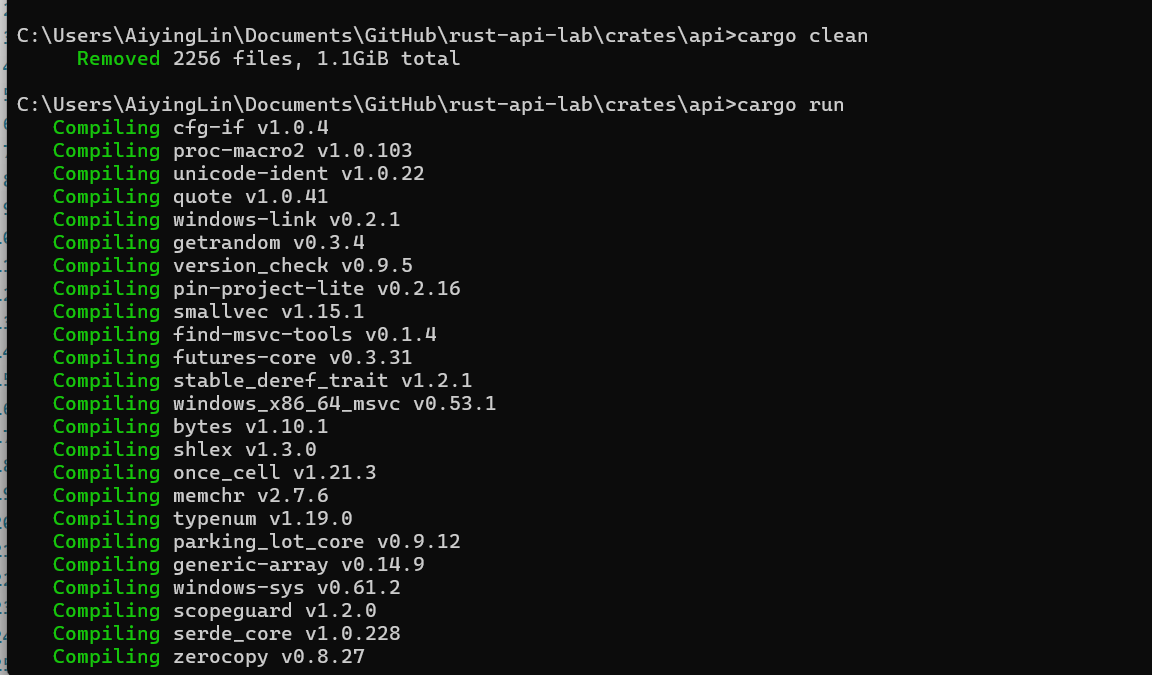 C:\Users\AiyingLin\Documents\GitHub\rust-api-lab\crates\api>cargo clean
Removed 2256 files, 1.1GiB total
C:\Users\AiyingLin\Documents\GitHub\rust-api-lab\crates\api>cargo run
Compiling cfg-if v1.0.4
Compiling proc-macro2 v1.0.103
Compiling unicode-ident v1.0.22
Compiling quote v1.0.41
Compiling windows-link v0.2.1
Compiling getrandom v0.3.4
Compiling version_check v0.9.5
Compiling pin-project-lite v0.2.16
Compiling smallvec v1.15.1
Compiling find-msvc-tools v0.1.4
Compiling futures-core v0.3.31
Compiling stable_deref_trait v1.2.1
Compiling windows_x86_64_msvc v0.53.1
Compiling bytes v1.10.1
Compiling shlex v1.3.0
Compiling once_cell v1.21.3
Compiling memchr v2.7.6
Compiling typenum v1.19.0
Compiling parking_lot_core v0.9.12
Compiling generic-array v0.14.9
Compiling windows-sys v0.61.2
Compiling scopeguard v1.2.0
Compiling serde_core v1.0.228
Compiling zerocopy v0.8.27